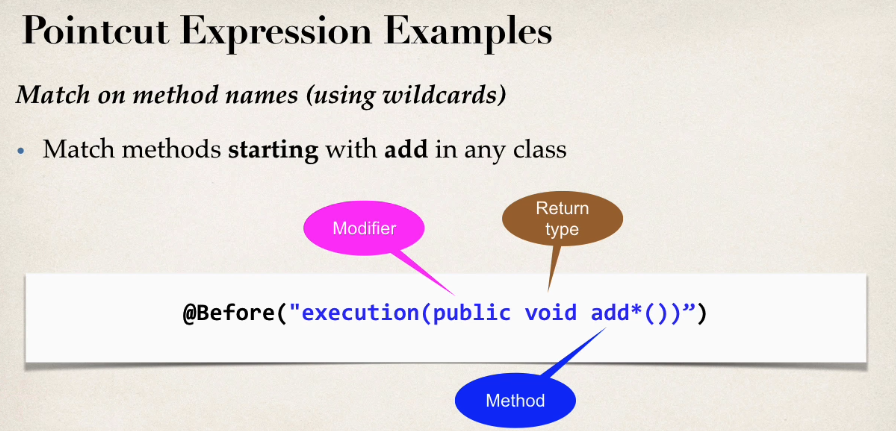 Pointcut Expression Examples
Match on method names (using wildcards)
• Match methods starting with add in any class
Modifier
Return
type
@Before("execution(public void add*())”)
Method